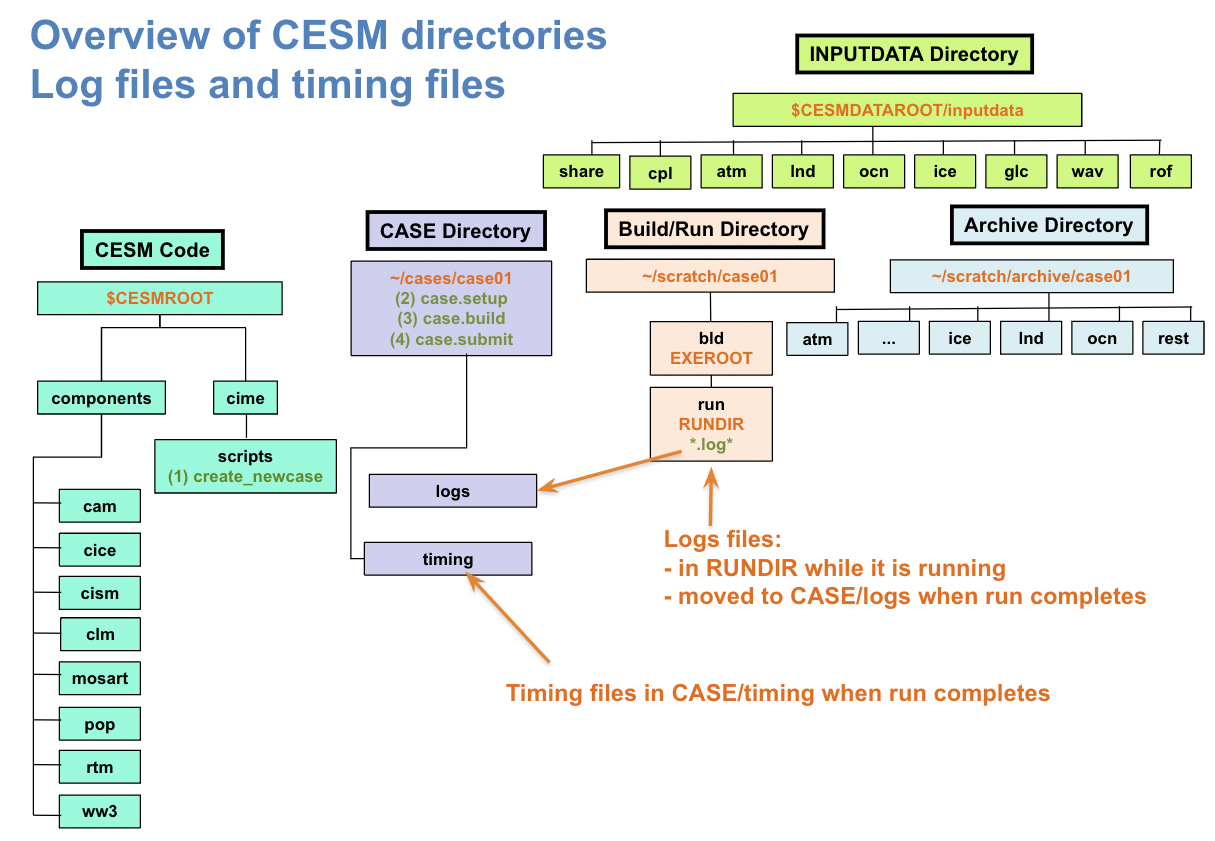 Overview of CESM directories
Log files and timing files
INPUTDATA Directory
$CESMDATAROOT/inputdata
share
cpl
atm
lnd
ocn
ice
glc
wav
rof
CESM Code
$CESMROOT
components
cime
scripts
(1) create_newcase
cam
cice
cism
clm
mosart
pop
rtm
ww3
CASE Directory
~/cases/case01
(2) case.setup
(3) case.build
(4) case.submit
logs
timing
Build/Run Directory
~/scratch/case01
bld
EXEROOT
run
RUNDIR
*.log*
Archive Directory
~/scratch/archive/case01
atm
...
ice
lnd
ocn
rest
Logs files:
- in RUNDIR while it is running
- moved to CASE/logs when run completes
Timing files in CASE/timing when run completes